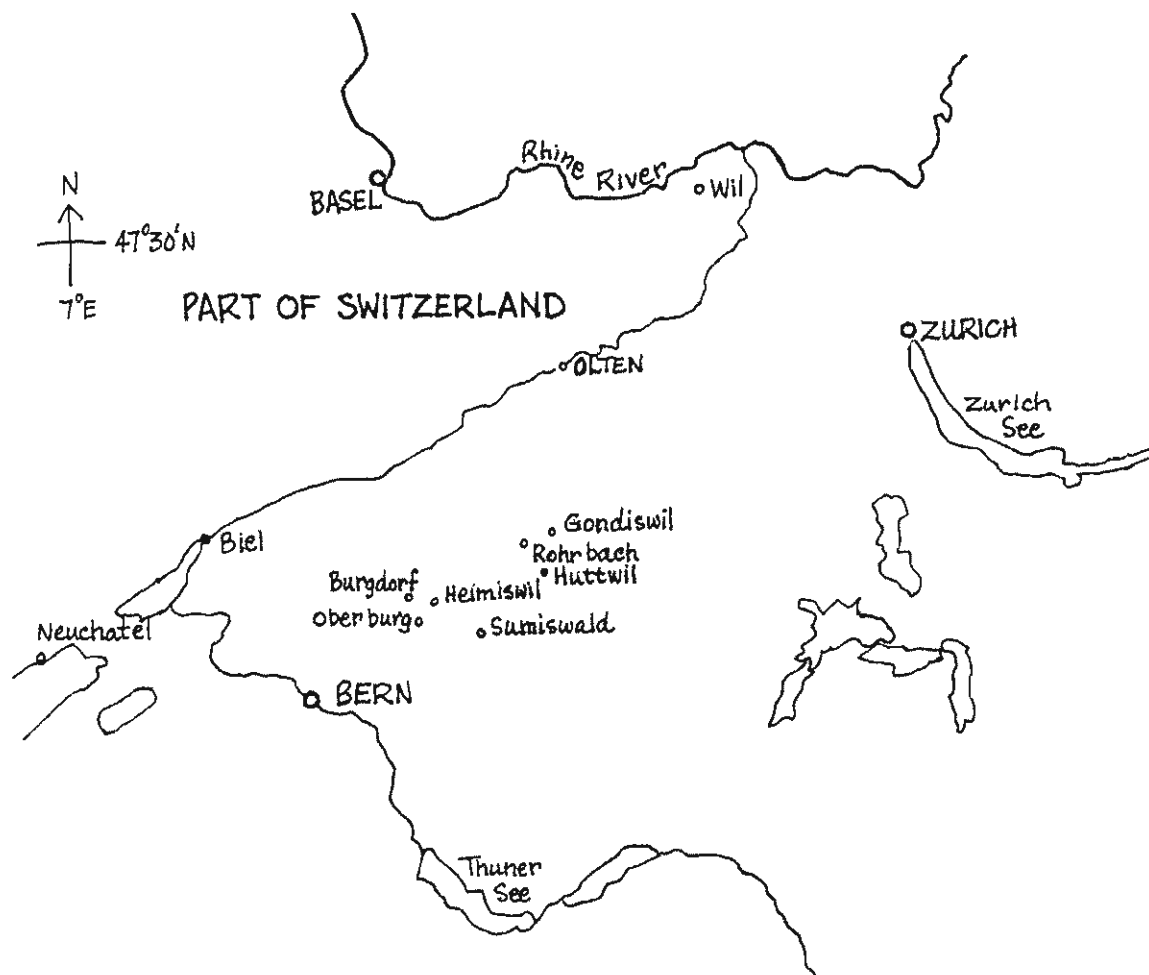 Rhine
River
Wil
BASEL
N
47°30'N
7°E
PART OF SWITZERLAND
ZURICH
OLTEN
Zurich
See
Gondiswil
Biel
Rohrbach
Huttwil
Burgdorf
Heimiswil
Oberburg
Sumiswald
Neuchatel
BERN
Thuner
See